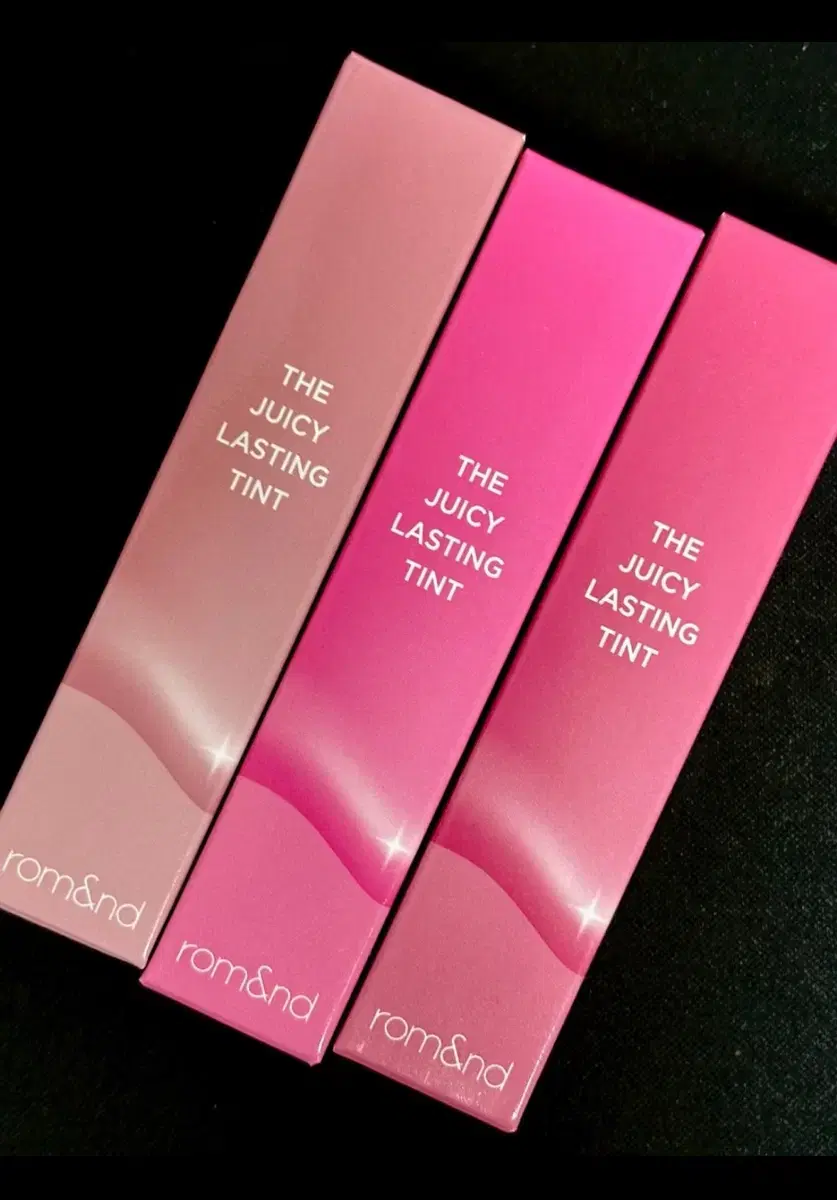 THE
JUICY
LASTING
TINT
rom&nd
THE
JUICY
LASTING
TINT
rom&nd
THE
JUICY
LASTING
TINT
rom&nd